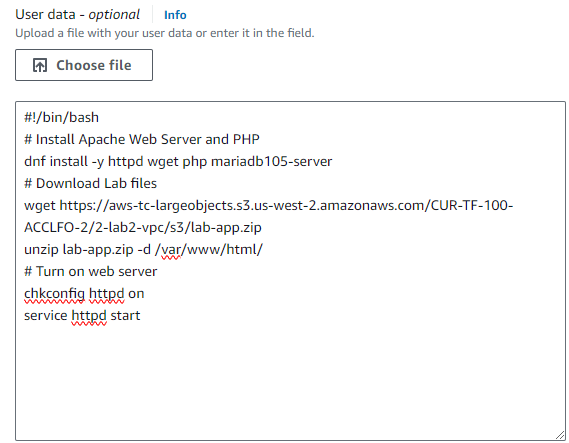 User data - optional Info
Upload a file with your user data or enter it in the field.
Choose file
#!/bin/bash
# Install Apache Web Server and PHP
dnf install -y httpd wget php mariadb105-server
# Download Lab files
wget https://aws-tc-largeobjects.s3.us-west-2.amazonaws.com/CUR-TF-100-
ACCLFO-2/2-lab2-vpc/s3/lab-app.zip
unzip lab-app.zip -d /var/www/html/
# Turn on web server
chkconfig httpd on
service httpd start